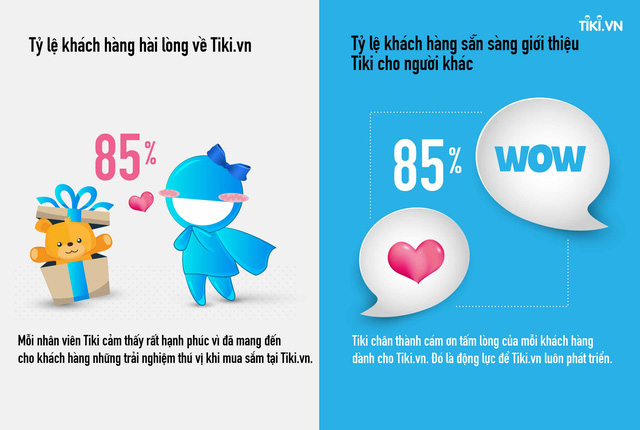 Tỷ lệ khách hàng hài lòng về Tiki.vn
85%
Mỗi nhân viên Tiki cảm thấy rất hạnh phúc vì đã mang đến
cho khách hàng những trải nghiệm thú vị khi mua sắm tại Tiki.vn.
TIKI.VN
Tỷ lệ khách hàng sẵn sàng giới thiệu
Tiki cho người khác
85%
WOW
Tiki chân thành cám ơn tấm lòng của mỗi khách hàng
dành cho Tiki.vn. Đó là động lực để Tiki.vn luôn phát triển.